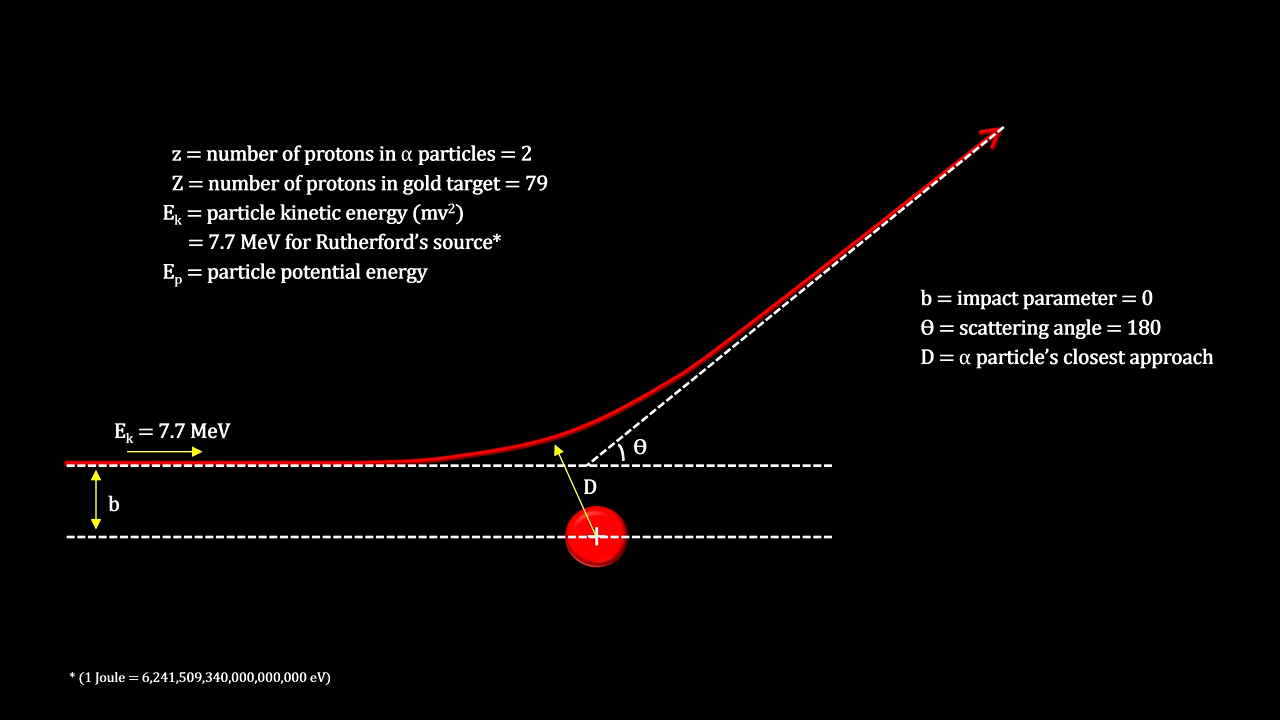 z = number of protons in α particles = 2
Z = number of protons in gold target = 79
Eₖ = particle kinetic energy (mv²)
= 7.7 MeV for Rutherford’s source*
Eₚ = particle potential energy
b = impact parameter = 0
ϴ = scattering angle = 180
D = α particle’s closest approach
Eₖ = 7.7 MeV
ϴ
D
b
+
* (1 Joule = 6,241,509,340,000,000,000 eV)